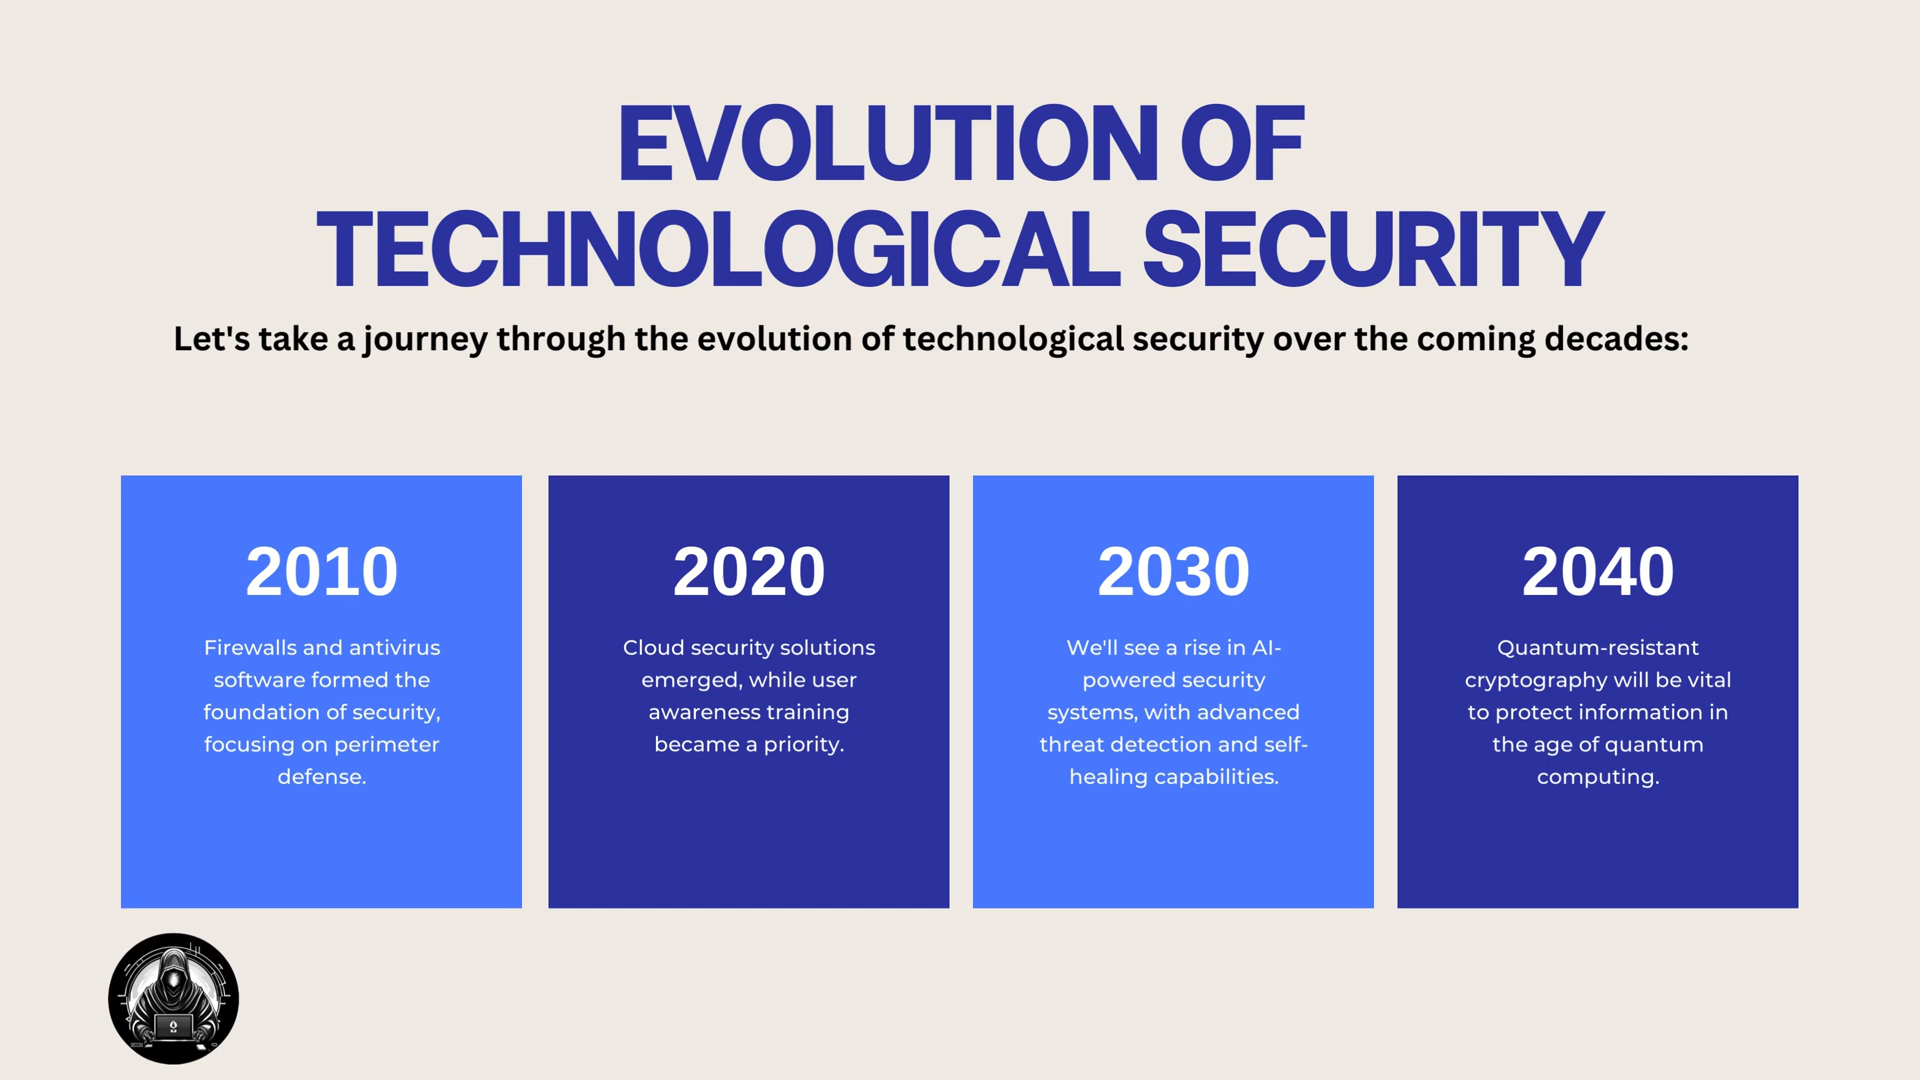 EVOLUTION OF
TECHNOLOGICAL SECURITY
Let's take a journey through the evolution of technological security over the coming decades:
2010
Firewalls and antivirus
software formed the
foundation of security,
focusing on perimeter
defense.
2020
Cloud security solutions
emerged, while user
awareness training
became a priority.
2030
We'll see a rise in AI-
powered security
systems, with advanced
threat detection and self-
healing capabilities.
2040
Quantum-resistant
cryptography will be vital
to protect information in
the age of quantum
computing.